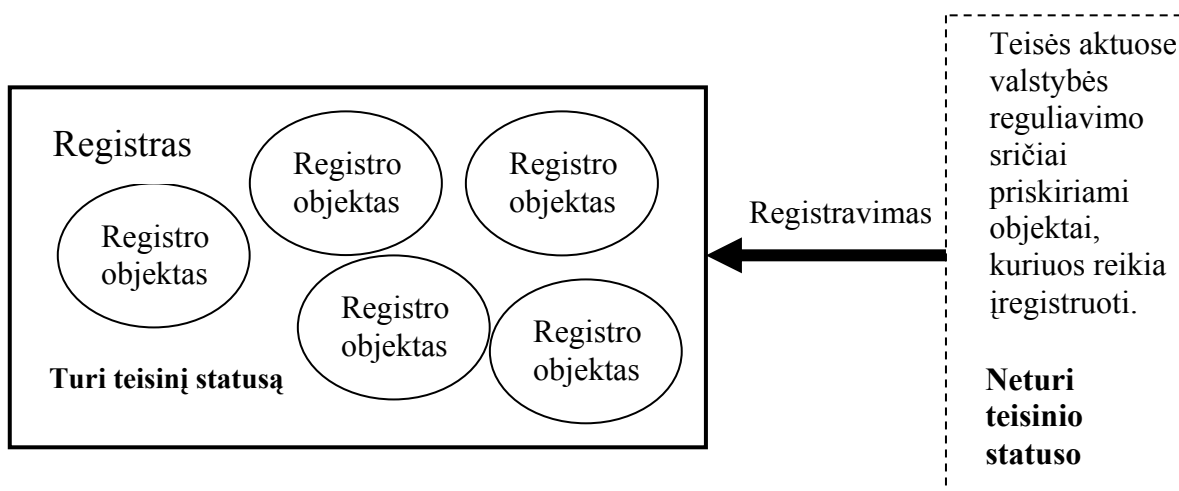 Registras
Registro
objektas
Registro
objektas
Registro
objektas
Registro
objektas
Registro
objektas
Turi teisinį statusą
Registravimas
Teisės aktuose
valstybės
reguliavimo
sričiai
priskiriami
objektai,
kuriuos reikia
įregistruoti.
Neturi
teisinio
statuso